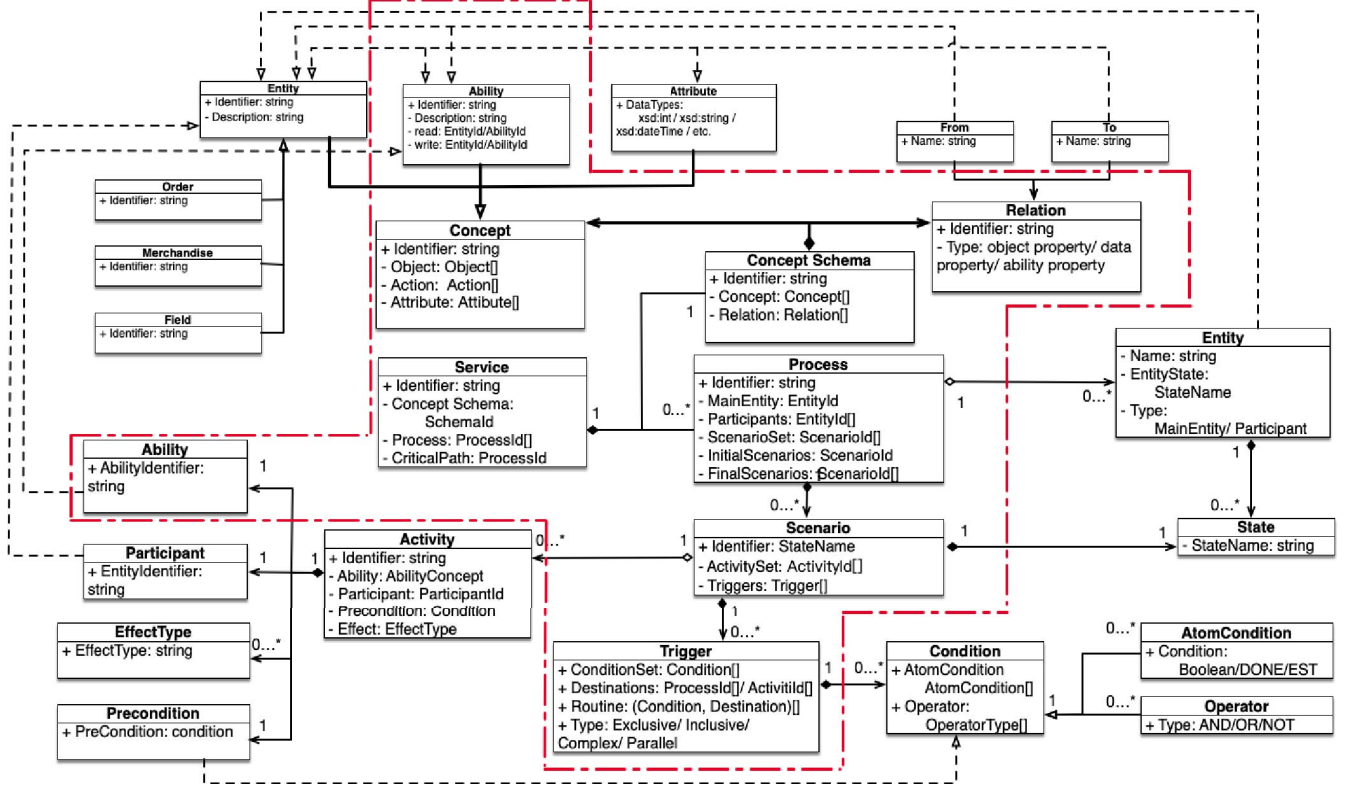 Entity
+ Identifier: string
- Description: string
Ability
+ Identifier: string
- Description: string
- read: EntityId/AbilityId
- write: EntityId/AbilityId
Attribute
+ DataTypes:
xsd:int / xsd:string /
xsd:dateTime / etc.
From
+ Name: string
To
+ Name: string
Order
+ Identifier: string
Merchandise
+ Identifier: string
Field
+ Identifier: string
Concept
+ Identifier: string
- Object: Object[]
- Action: Action[]
- Attribute: Attibute[]
Relation
+ Identifier: string
- Type: object property/ data
property/ ability property
Concept Schema
+ Identifier: string
- Concept: Concept[]
- Relation: Relation[]
1
Service
+ Identifier: string
- Concept Schema:
SchemaId
- Process: ProcessId[]
- CriticalPath: ProcessId
1
0...*
Process
+ Identifier: string
- MainEntity: EntityId
- Participants: EntityId[]
- ScenarioSet: ScenarioId[]
- InitialScenarios: ScenarioId
- FinalScenarios: ScenarioId[]
1
0...*
1
0...*
Entity
- Name: string
- EntityState:
StateName
- Type:
MainEntity/ Participant
1
0...*
State
- StateName: string
Scenario
+ Identifier: StateName
- ActivitySet: ActivityId[]
- Triggers: Trigger[]
1
1
1
0...*
1
0...*
Ability
+ AbilityIdentifier:
string
1
Participant
+ EntityIdentifier:
string
1
1
Activity
+ Identifier: string
- Ability: AbilityConcept
- Participant: ParticipantId
- Precondition: Condition
- Effect: EffectType
EffectType
+ EffectType: string
0...*
Precondition
+ PreCondition: condition
1
Trigger
+ ConditionSet: Condition[]
+ Destinations: ProcessId[]/ ActivitiId[]
+ Routine: (Condition, Destination)[]
+ Type: Exclusive/ Inclusive/
Complex/ Parallel
1
0...*
Condition
+ AtomCondition
AtomCondition[]
+ Operator:
OperatorType[]
1
0...*
0...*
AtomCondition
+ Condition:
Boolean/DONE/EST
Operator
+ Type: AND/OR/NOT